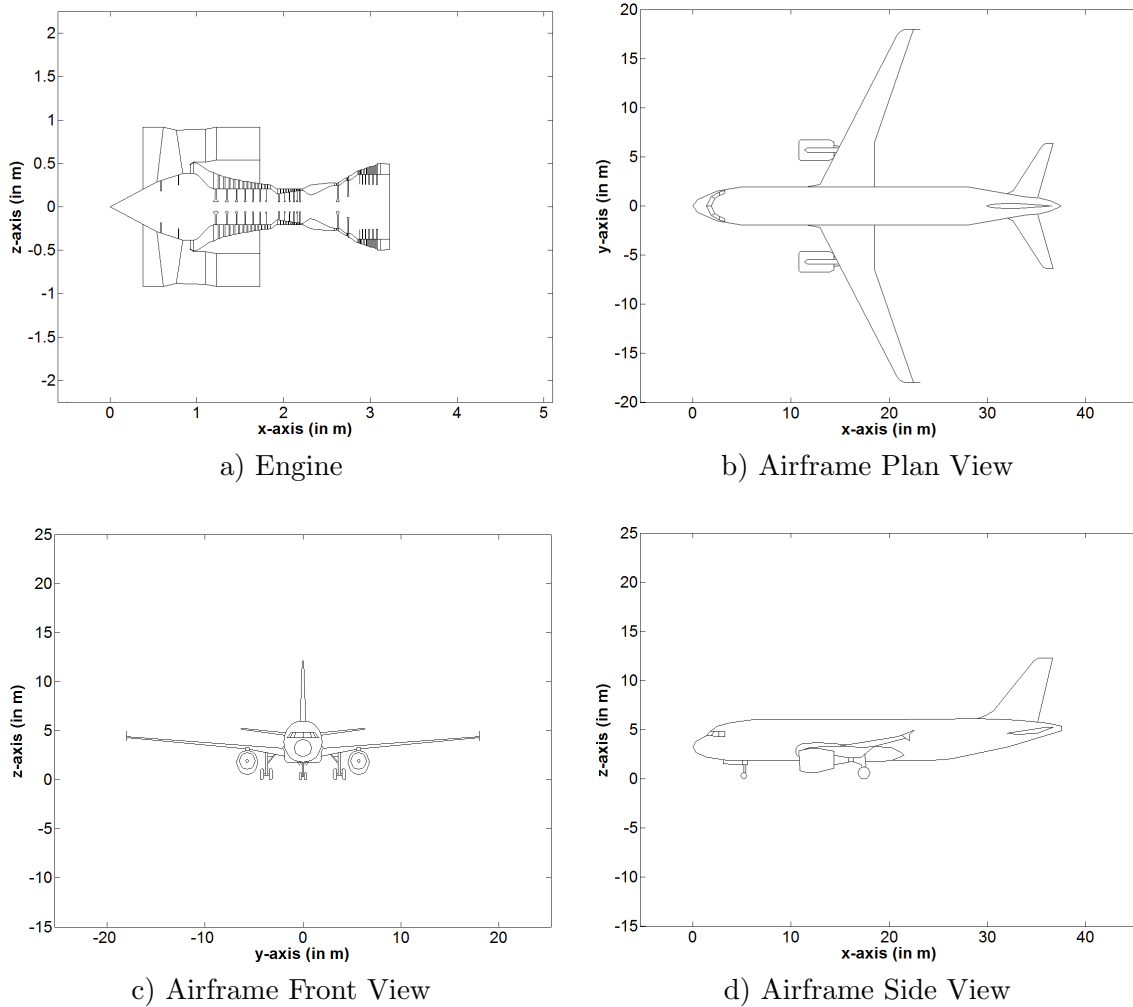 2
1.5
1
0.5
0
-0.5
-1
-1.5
-2
z-axis (in m)
0 1 2 3 4 5
x-axis (in m)
a) Engine
20
15
10
5
0
-5
-10
-15
-20
y-axis (in m)
0 10 20 30 40
x-axis (in m)
b) Airframe Plan View
25
20
15
10
5
0
-5
-10
-15
z-axis (in m)
-20 -10 0 10 20
y-axis (in m)
c) Airframe Front View
25
20
15
10
5
0
-5
-10
-15
z-axis (in m)
0 10 20 30 40
x-axis (in m)
d) Airframe Side View